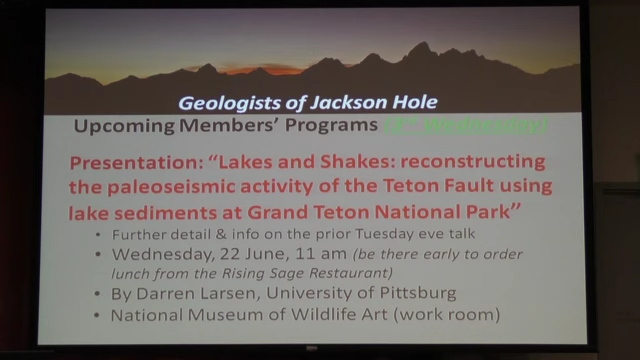 Geologists of Jackson Hole
Upcoming Members' Programs (3rd Wednesday)
Presentation: "Lakes and Shakes: reconstructing
the paleoseismic activity of the Teton Fault using
lake sediments at Grand Teton National Park"
• Further detail & info on the prior Tuesday eve talk
• Wednesday, 22 June, 11 am (be there early to order
lunch from the Rising Sage Restaurant)
• By Darren Larsen, University of Pittsburg
• National Museum of Wildlife Art (work room)